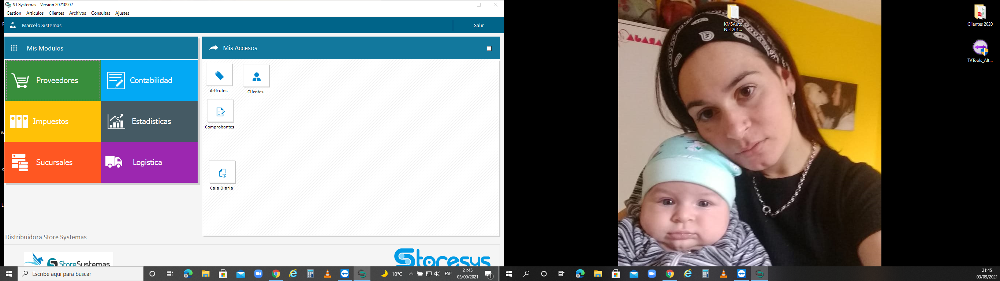 ST Systemas - Version 20210902
Gestion Articulos Clientes Archivos Consultas Ajustes
Marcelo Sistemas
Salir
Mis Modulos
Mis Accesos
Proveedores
Contabilidad
Impuestos
Estadisticas
Sucursales
Logistica
Articulos
Clientes
Comprobantes
Caja Diaria
Distribuidora Store Systemas
StoreSystemas
Storesys
Escribe aquí para buscar
10°C
ESP
21:45
03/09/2021
1
KMSAuto
Net 201...
Clientes 2020
TVTools_Alt...
21:45
03/09/2021